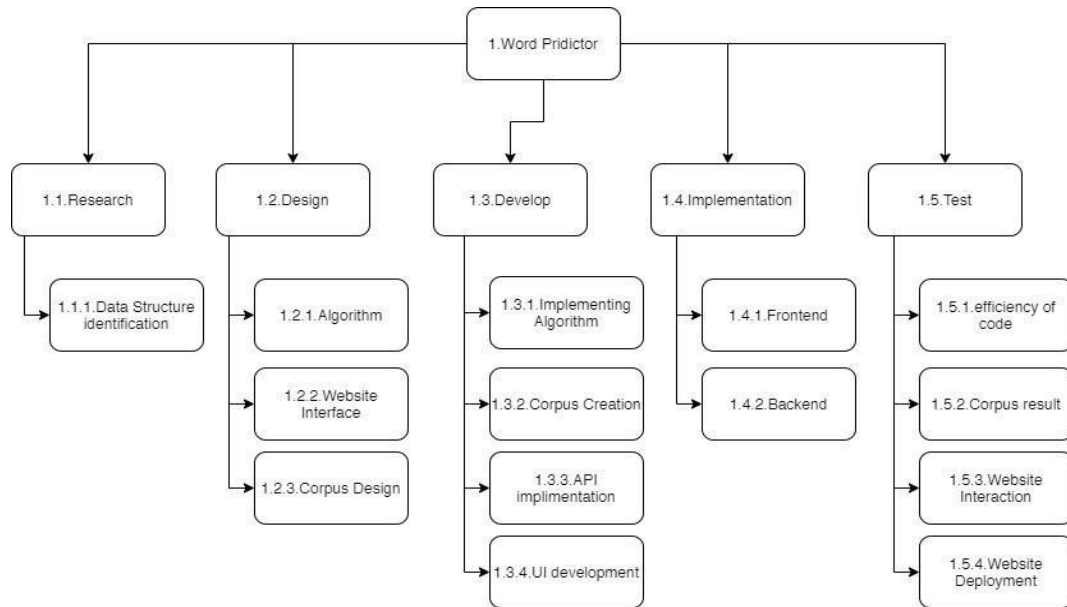 1.Word Pridictor
1.1.Research
1.2.Design
1.3.Develop
1.4.Implementation
1.5.Test
1.1.1.Data Structure
identification
1.2.1.Algorithm
1.2.2.Website
Interface
1.2.3.Corpus Design
1.3.1.Implementing
Algorithm
1.3.2.Corpus Creation
1.3.3.API
implimentation
1.3.4.UI development
1.4.1.Frontend
1.4.2.Backend
1.5.1.efficiency of
code
1.5.2.Corpus result
1.5.3.Website
Interaction
1.5.4.Website
Deployment